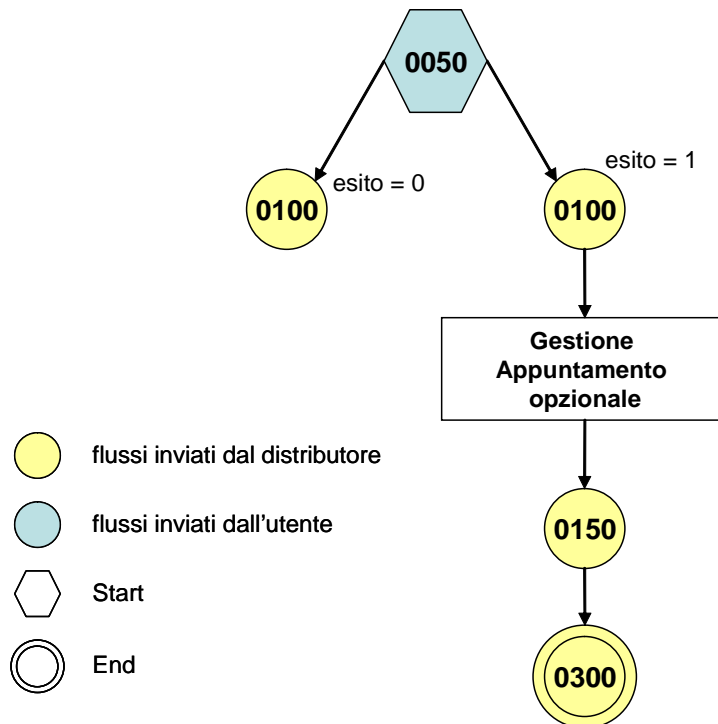 0050
esito = 0
esito = 1
0100
0100
Gestione
Appuntamento
opzionale
flussi inviati dal distributore
flussi inviati dall'utente
0150
Start
End
0300